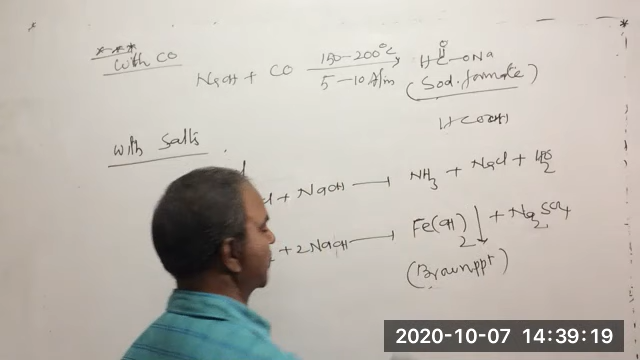 With CO
NaOH + CO 150-200°C 5-10 Atm → HC(=O)-ONa
(Sod. formate)
HCOOH
With Salts .
l + NaOH → NH3 + NaCl + H2O
+ 2NaOH → Fe(OH)2 ↓ + Na2SO4
(Brown ppt)
2020-10-07 14:39:19